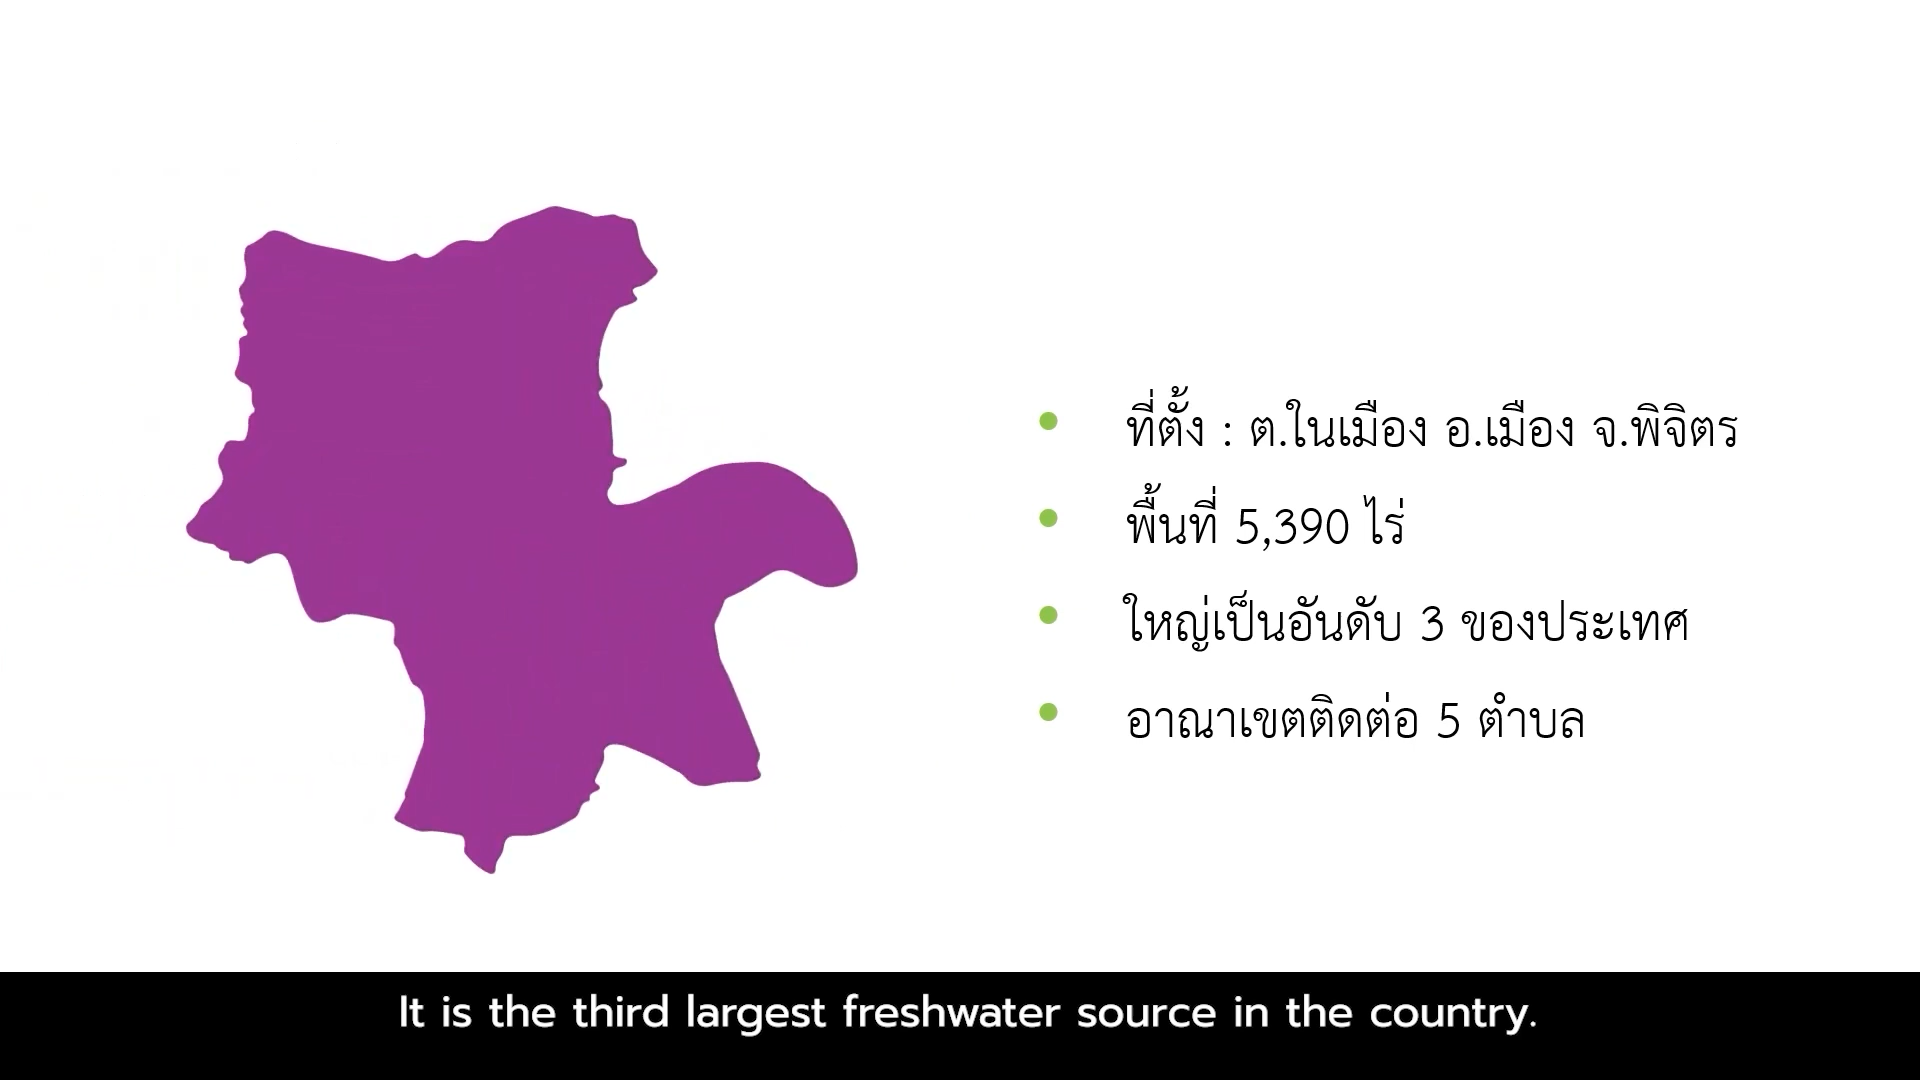 ที่ตั้ง : ต.ในเมือง อ.เมือง จ.พิจิตร
พื้นที่ 5,390 ไร่
ใหญ่เป็นอันดับ 3 ของประเทศ
อาณาเขตติดต่อ 5 ตำบล
It is the third largest freshwater source in the country.